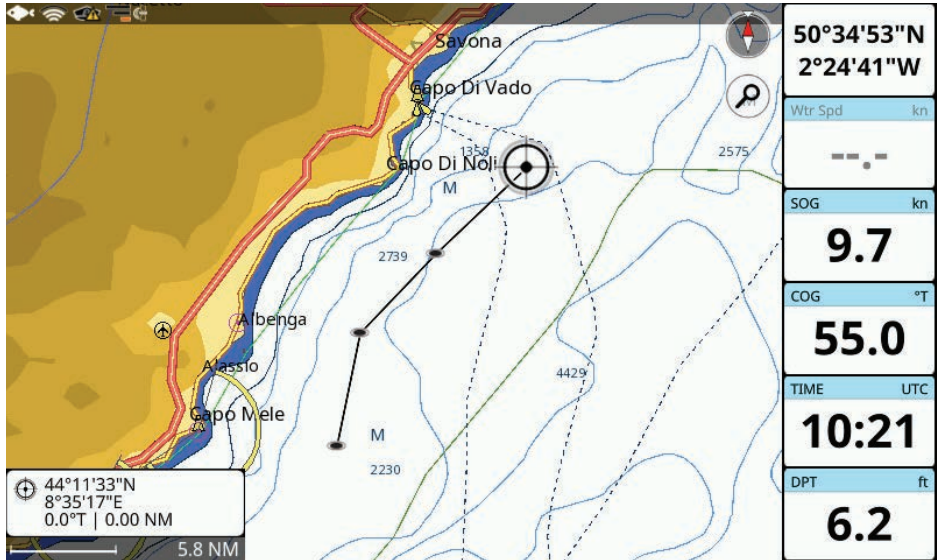 Savona
Capo Di Vado
1358
2575
Capo Di Noli
M
2739
Albenga
4429
Alassio
Capo Mele
M
2230
44°11'33"N
8°35'17"E
0.0°T | 0.00 NM
5.8 NM
50°34'53"N
2°24'41"W
Wtr Spd kn
--.-
SOG kn
9.7
COG °T
55.0
TIME UTC
10:21
DPT ft
6.2